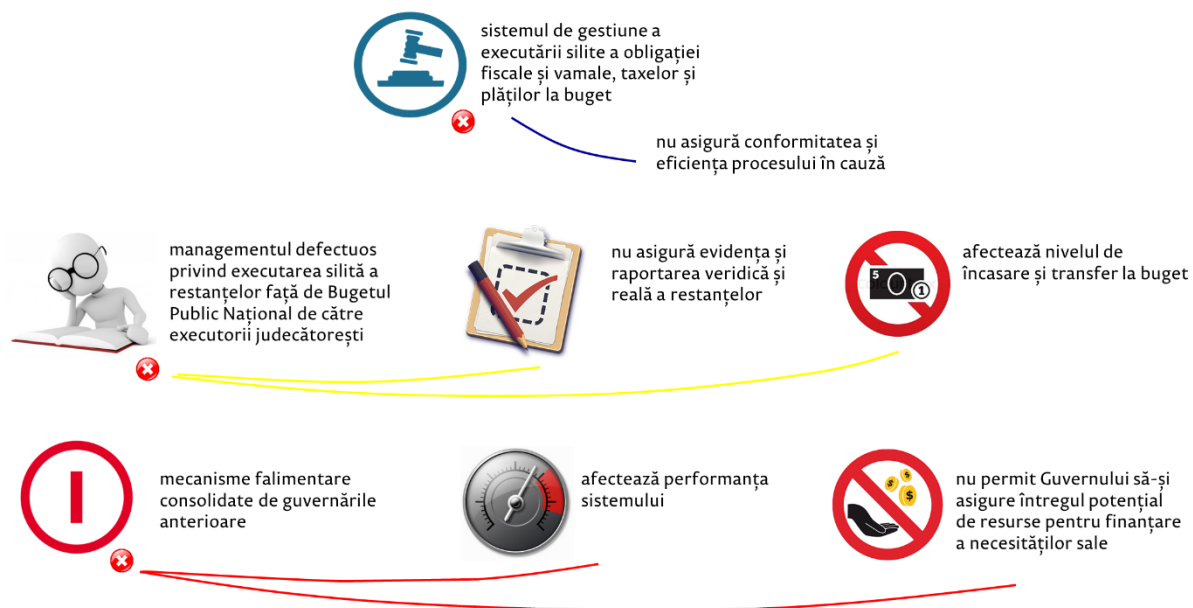 sistemul de gestiune a
executării silite a obligației
fiscale și vamale, taxelor și
plăților la buget
nu asigură conformitatea și
eficiența procesului în cauză
managementul defectuos
privind executarea silită a
restanțelor față de Bugetul
Public Național de către
executorii judecătorești
nu asigură evidența și
raportarea veridică și
reală a restanțelor
5
1
afectează nivelul de
încasare și transfer la buget
mecanisme falimentare
consolidate de guvernările
anterioare
afectează performanța
sistemului
$
$
$
nu permit Guvernului să-și
asigure întregul potențial
de resurse pentru finanțare
a necesităților sale